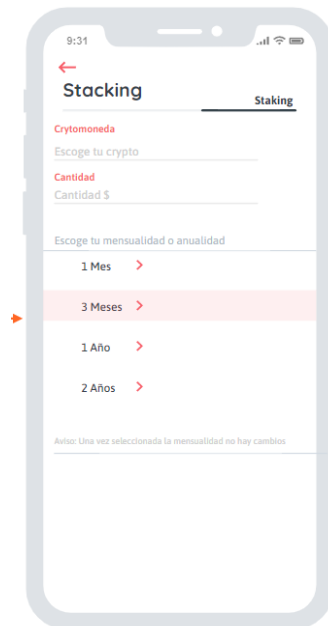 9:31
Stacking
Staking
Crytomoneda
Escoge tu crypto
Cantidad
Cantidad $
Escoge tu mensualidad o anualidad
1 Mes
3 Meses
1 Año
2 Años
Aviso: Una vez seleccionada la mensualidad no hay cambios